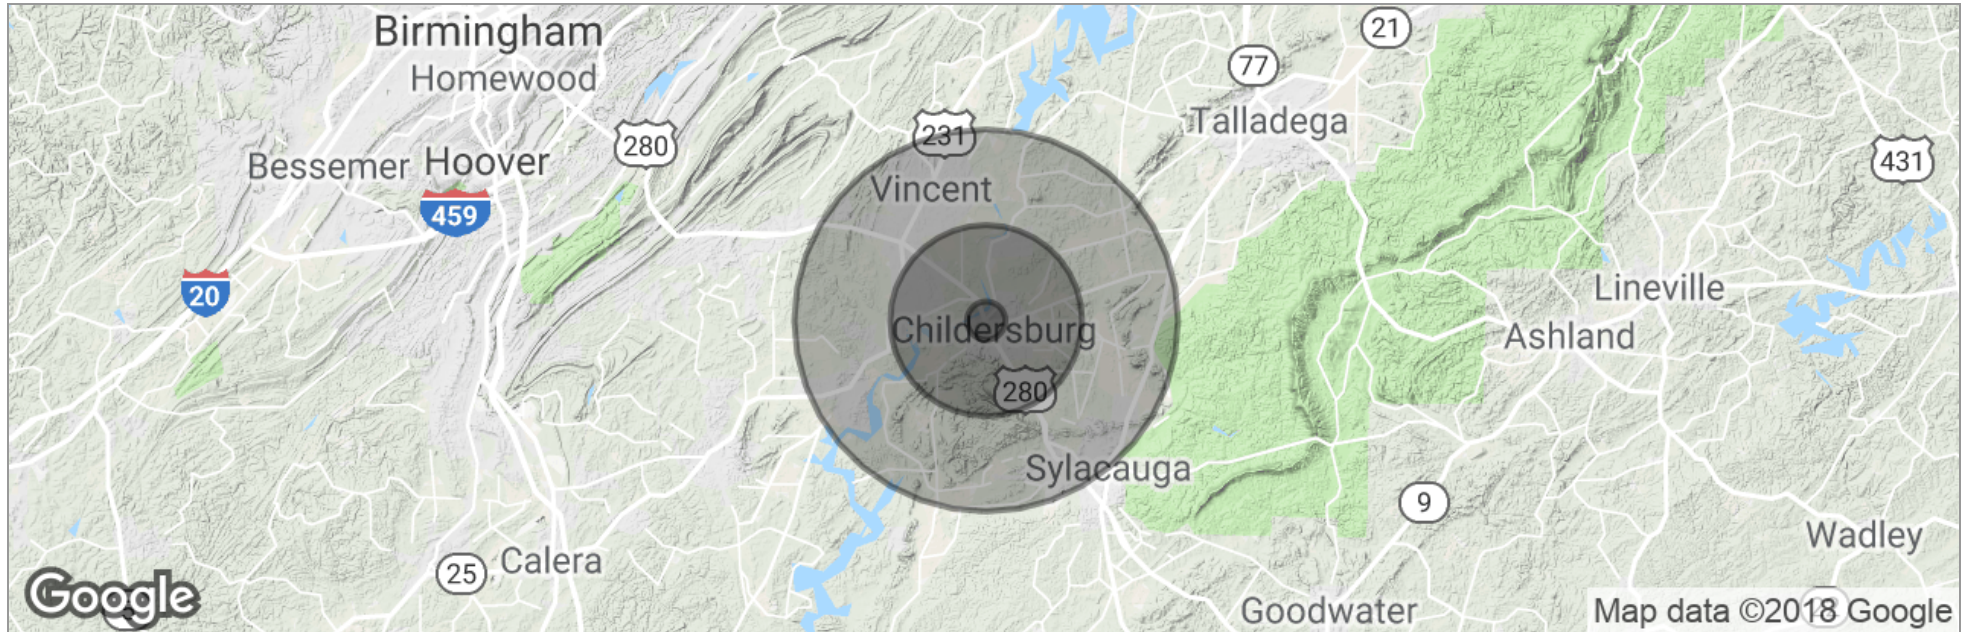 Birmingham
21
Homewood
77
Talladega
231
280
431
Bessemer
Hoover
Vincent
459
20
Lineville
Childersburg
Ashland
280
Sylacauga
9
Wadley
25
Calera
Google
Goodwater
Map data ©2018 Google